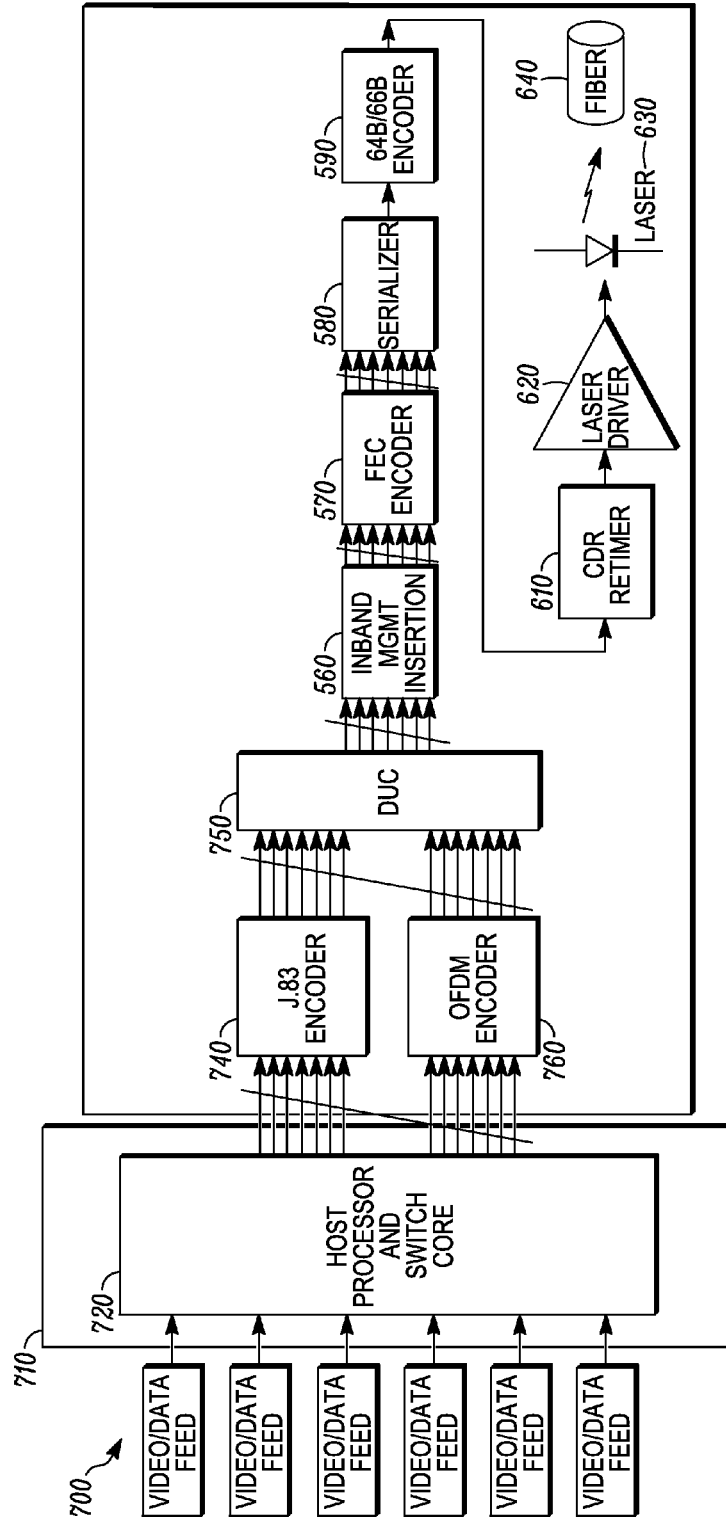 700
VIDEO/DATA
FEED
VIDEO/DATA
FEED
VIDEO/DATA
FEED
VIDEO/DATA
FEED
VIDEO/DATA
FEED
VIDEO/DATA
FEED
710
720
HOST
PROCESSOR
AND
SWITCH
CORE
740
J.83
ENCODER
760
OFDM
ENCODER
750
DUC
560
INBAND
MGMT
INSERTION
570
FEC
ENCODER
580
SERIALIZER
590
64B/66B
ENCODER
610
CDR
RETIMER
620
LASER
DRIVER
LASER
630
640
FIBER